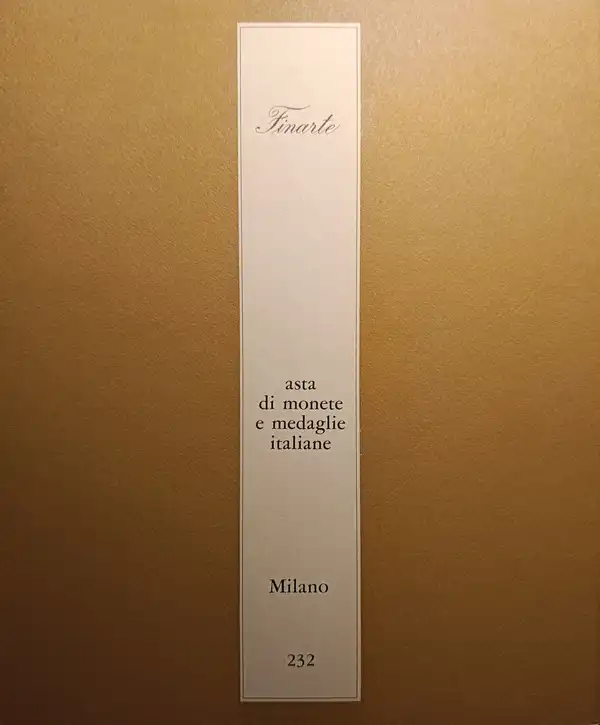 Finarte
asta
di monete
e medaglie
italiane
Milano
232